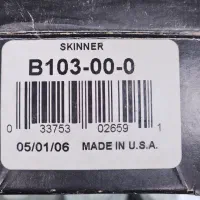 SKINNER
B103-00-0
0 33753 02659 1
05/01/06 MADE IN U.S.A.